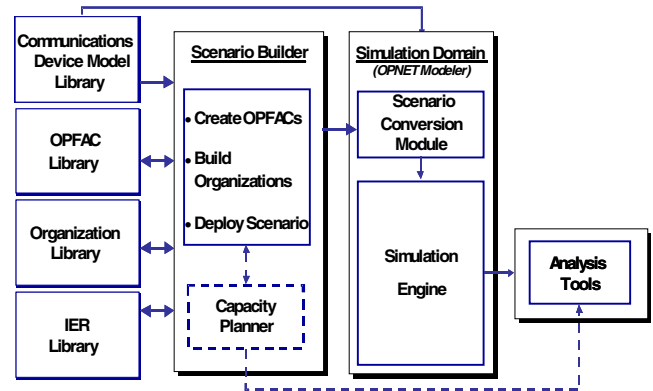 Communications
Device Model
Library
OPFAC
Library
Organization
Library
IER
Library
Scenario Builder
• Create OPFACs
• Build
Organizations
• Deploy Scenario
Capacity
Planner
Simulation Domain
(OPNET Modeler)
Scenario
Conversion
Module
Simulation
Engine
Analysis
Tools